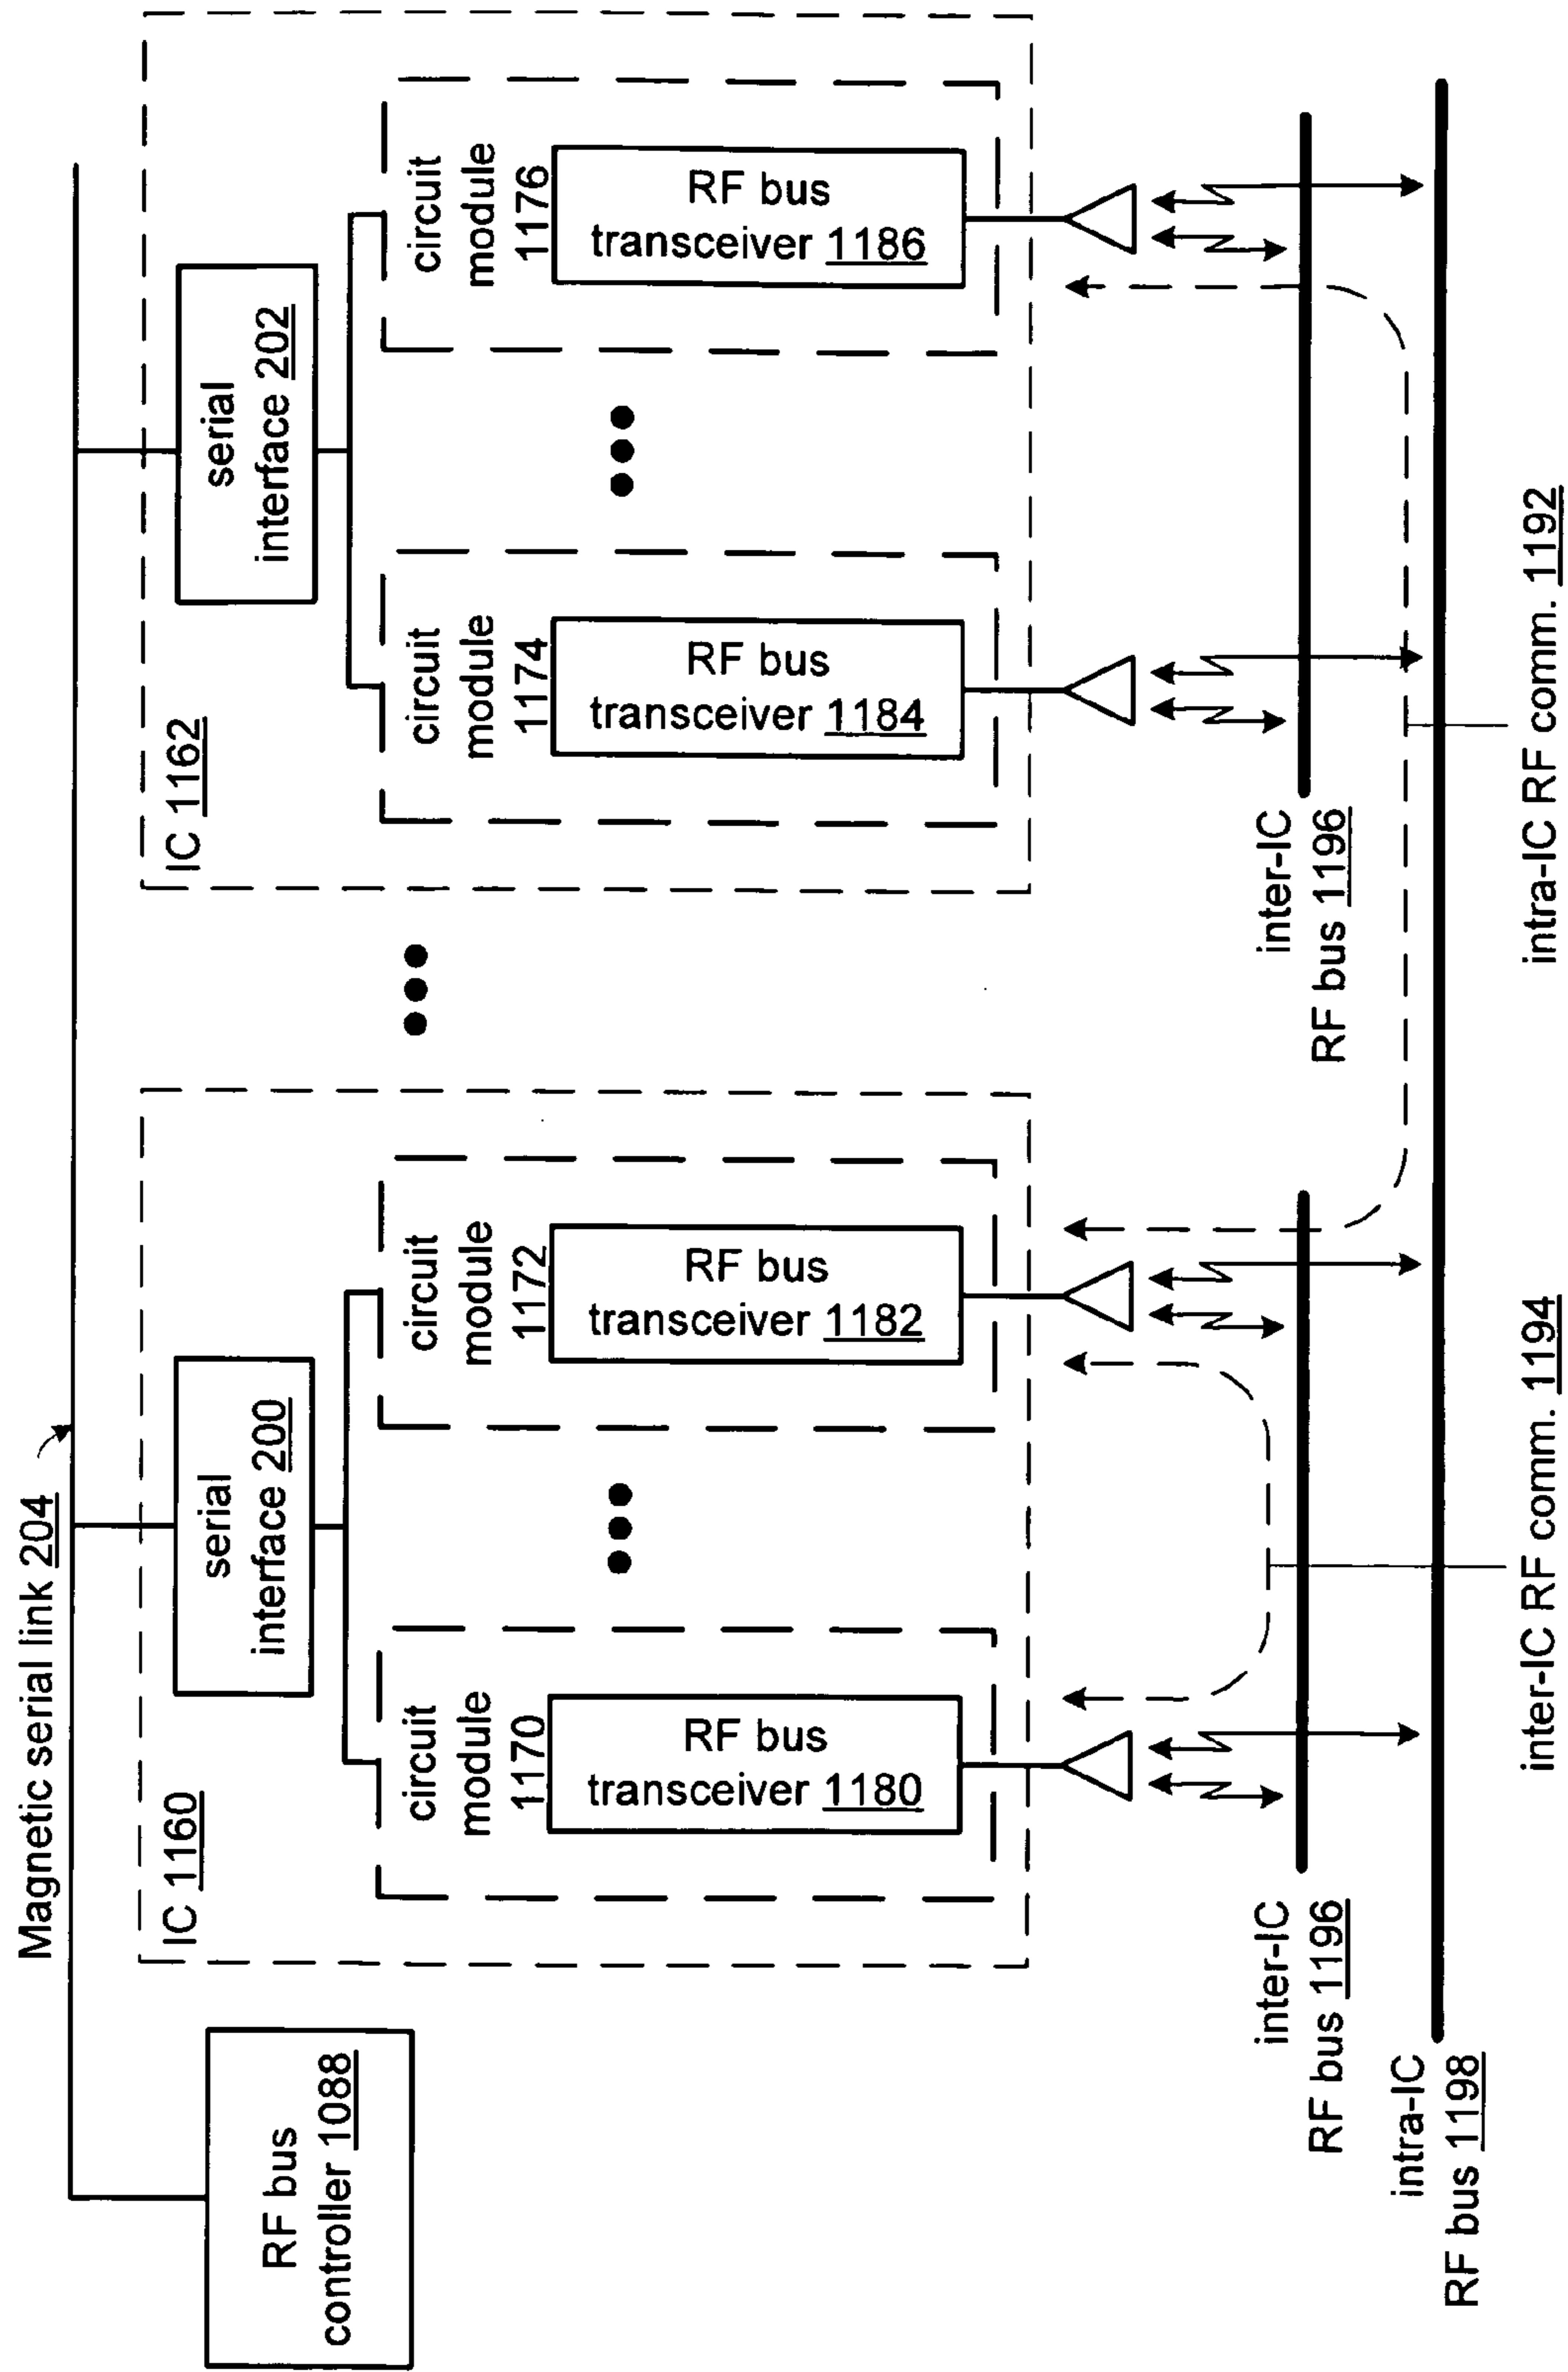 Magnetic serial link 204
RF bus
controller 1088
IC 1160
serial
interface 200
circuit
module
1170
RF bus
transceiver 1180
circuit
module
1172
RF bus
transceiver 1182
IC 1162
serial
interface 202
circuit
module
1174
RF bus
transceiver 1184
circuit
module
1176
RF bus
transceiver 1186
inter-IC
RF bus 1196
inter-IC
RF bus 1196
intra-IC
RF bus 1198
inter-IC RF comm. 1194
intra-IC RF comm. 1192